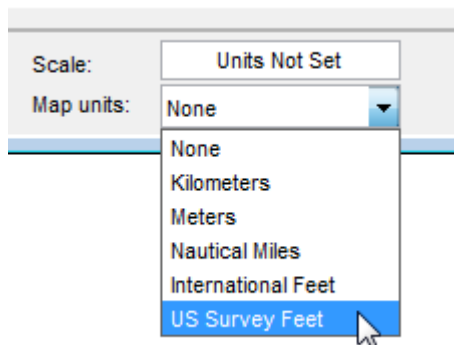 Scale: Units Not Set
Map units: None
None
Kilometers
Meters
Nautical Miles
International Feet
US Survey Feet